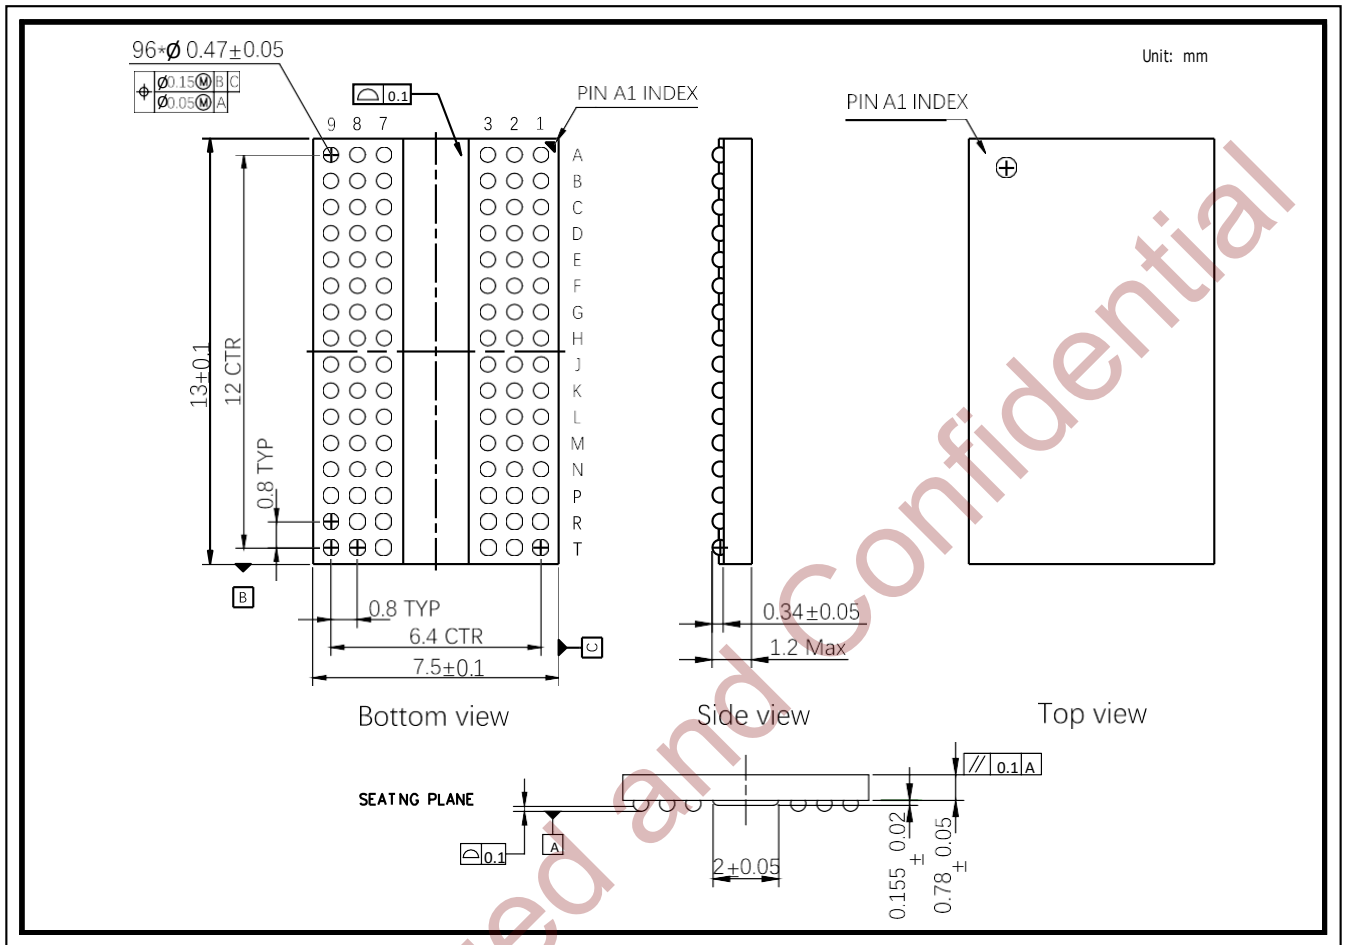 96*Ø 0.47±0.05
Unit: mm
Ø0.15Ⓜ B C
Ø0.05Ⓜ A
0.1
PIN A1 INDEX
PIN A1 INDEX
9 8 7 3 2 1
A
B
C
D
E
F
G
H
J
K
L
M
N
P
R
T
13±0.1
12 CTR
0.8 TYP
B
0.8 TYP
6.4 CTR
C
7.5±0.1
0.34±0.05
1.2 Max
Bottom view
Side view
Top view
// 0.1 A
SEATNG PLANE
A
0.1
2±0.05
0.155 ± 0.02
0.78 ± 0.05
ed and Confidential